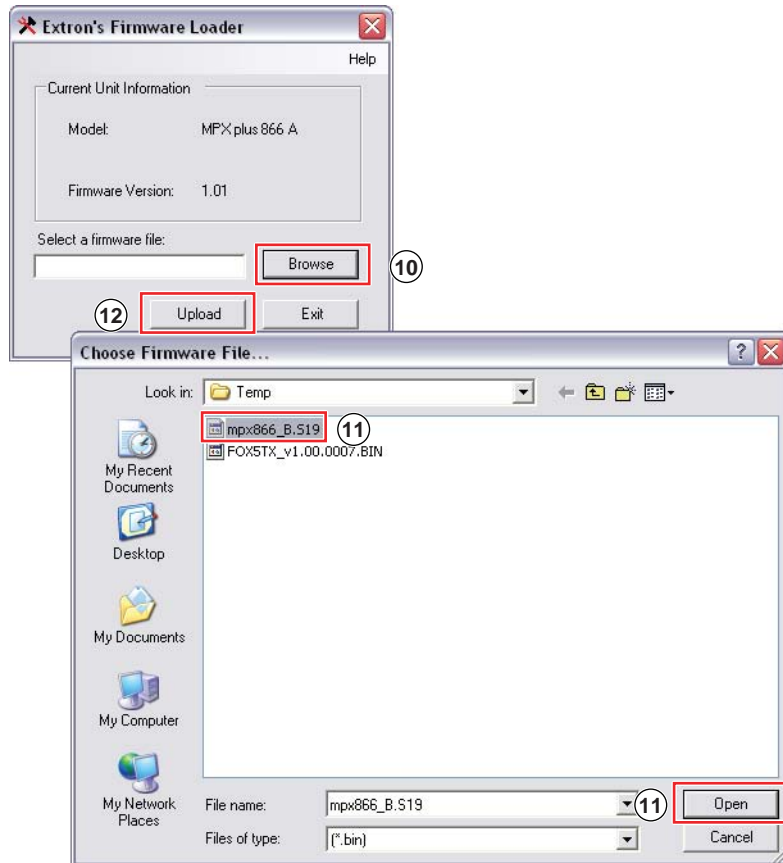 Extron's Firmware Loader
Help
Current Unit Information
Model: MPX plus 866 A
Firmware Version: 1.01
Select a firmware file:
Browse
10
12
Upload
Exit
Choose Firmware File...
?
Look in: Temp
mpx866_B.S19
11
FOX5TX_v1.00.0007.BIN
My Recent
Documents
Desktop
My Documents
My Computer
My Network
Places
File name: mpx866_B.S19
11
Open
Files of type: (*.bin)
Cancel